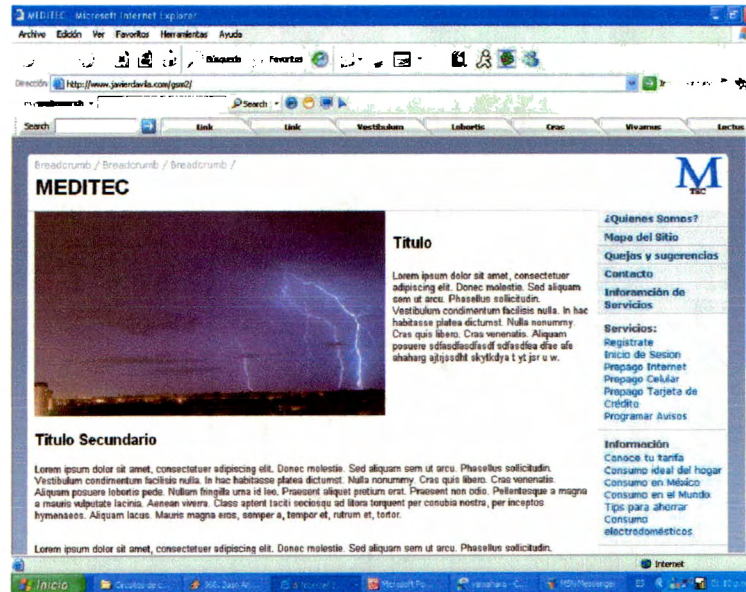 MEDITEC - Microsoft Internet Explorer
Archivo Edición Ver Favoritos Herramientas Ayuda
Búsqueda Favoritos
Dirección http://www.javierdavila.com/gsm2/ Ir
Search
Search Link Link Vestibulum Lobortis Cras Vivamus Lectus
Breadcrumb / Breadcrumb / Breadcrumb /
MEDITEC
M
TEC
Titulo
Lorem ipsum dolor sit amet, consectetuer
adipiscing elit. Donec molestie. Sed aliquam
sem ut arcu. Phasellus sollicitudin.
Vestibulum condimentum facilisis nulla. In hac
habitasse platea dictumst. Nulla nonummy.
Cras quis libero. Cras venenatis. Aliquam
posuere sdfasdfasdfasdf sdfasdfea dfae afe
ahaharg ajtrjssdht skytkdya t yt jsr u w.
¿Quienes Somos?
Mapa del Sitio
Quejas y sugerencias
Contacto
Inforamción de
Servicios
Servicios:
Registrate
Inicio de Sesion
Prepago Internet
Prepago Celular
Prepago Tarjeta de
Crédito
Programar Avisos
Información
Conoce tu tarifa
Consumo ideal del hogar
Consumo en México
Consumo en el Mundo
Tips para ahorrar
Consumo
electrodomésticos
Titulo Secundario
Lorem ipsum dolor sit amet, consectetuer adipiscing elit. Donec molestie. Sed aliquam sem ut arcu. Phasellus sollicitudin.
Vestibulum condimentum facilisis nulla. In hac habitasse platea dictumst. Nulla nonummy. Cras quis libero. Cras venenatis.
Aliquam posuere lobortis pede. Nullam fringilla urna id leo. Praesent aliquet pretium erat. Praesent non odio. Pellentesque a magna
a mauris vulputate lacinia. Aenean viverra. Class aptent taciti sociosqu ad litora torquent per conubia nostra, per inceptos
hymenaeos. Aliquam lacus. Mauris magna eros, semper a, tempor et, rutrum et, tortor.
Lorem ipsum dolor sit amet, consectetuer adipiscing elit. Donec molestie. Sed aliquam sem ut arcu. Phasellus sollicitudin.
Internet
Inicio Microsoft Po... MSN Messenger ES